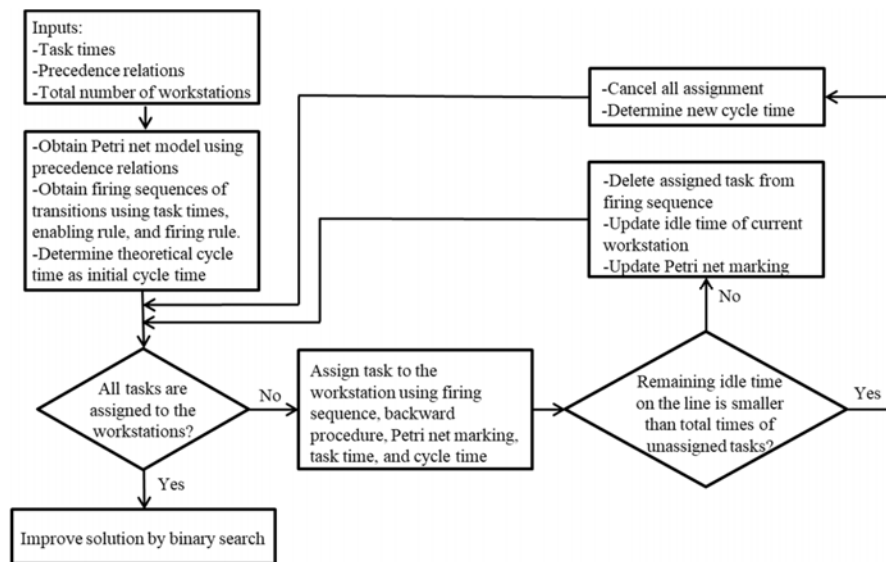 Inputs:
-Task times
-Precedence relations
-Total number of workstations
-Obtain Petri net model using
precedence relations
-Obtain firing sequences of
transitions using task times,
enabling rule, and firing rule.
-Determine theoretical cycle
time as initial cycle time
-Cancel all assignment
-Determine new cycle time
-Delete assigned task from
firing sequence
-Update idle time of current
workstation
-Update Petri net marking
No
All tasks are
assigned to the
workstations?
No
Assign task to the
workstation using firing
sequence, backward
procedure, Petri net marking,
task time, and cycle time
Remaining idle time
on the line is smaller
than total times of
unassigned tasks?
Yes
Yes
Improve solution by binary search